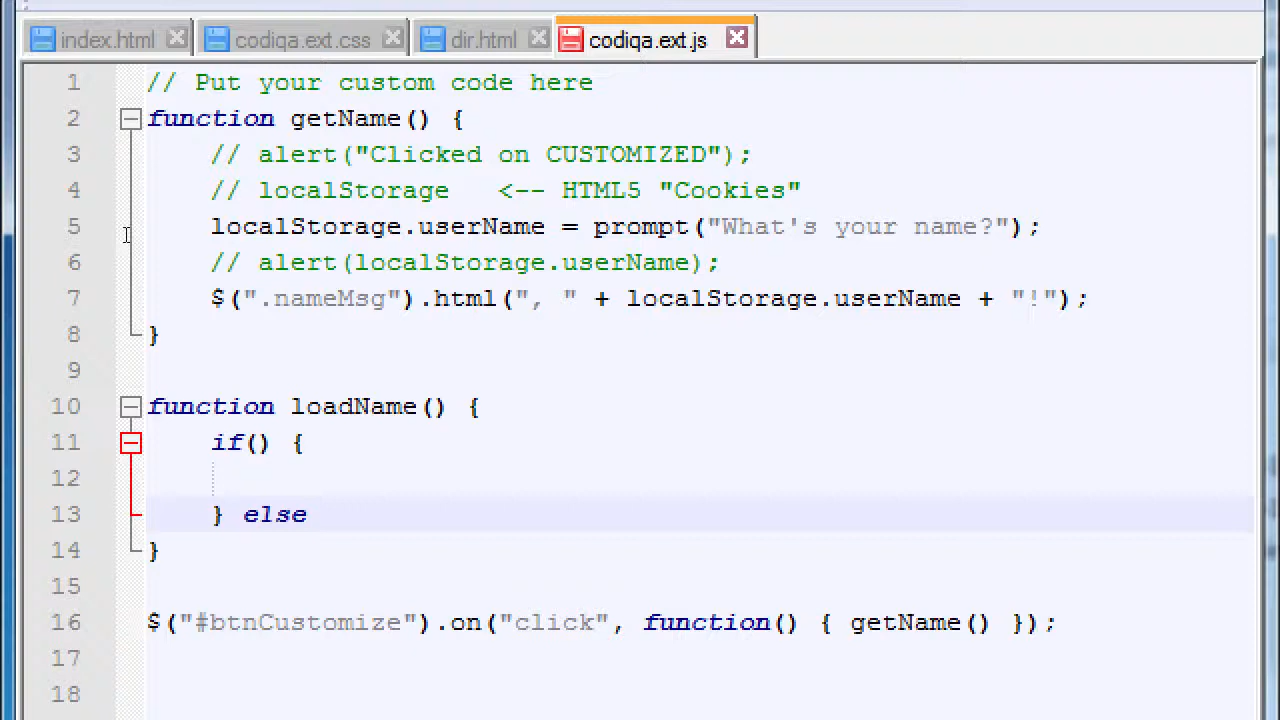 index.html codiqa.ext.css dir.html codiqa.ext.js
1 // Put your custom code here
2 function getName() {
3 // alert("Clicked on CUSTOMIZED");
4 // localStorage <-- HTML5 "Cookies"
5 localStorage.userName = prompt("What's your name?");
6 // alert(localStorage.userName);
7 $(".nameMsg").html(", " + localStorage.userName + "!");
8 }
9
10 function loadName() {
11 if() {
12
13 } else
14 }
15
16 $("#btnCustomize").on("click", function() { getName() });
17
18